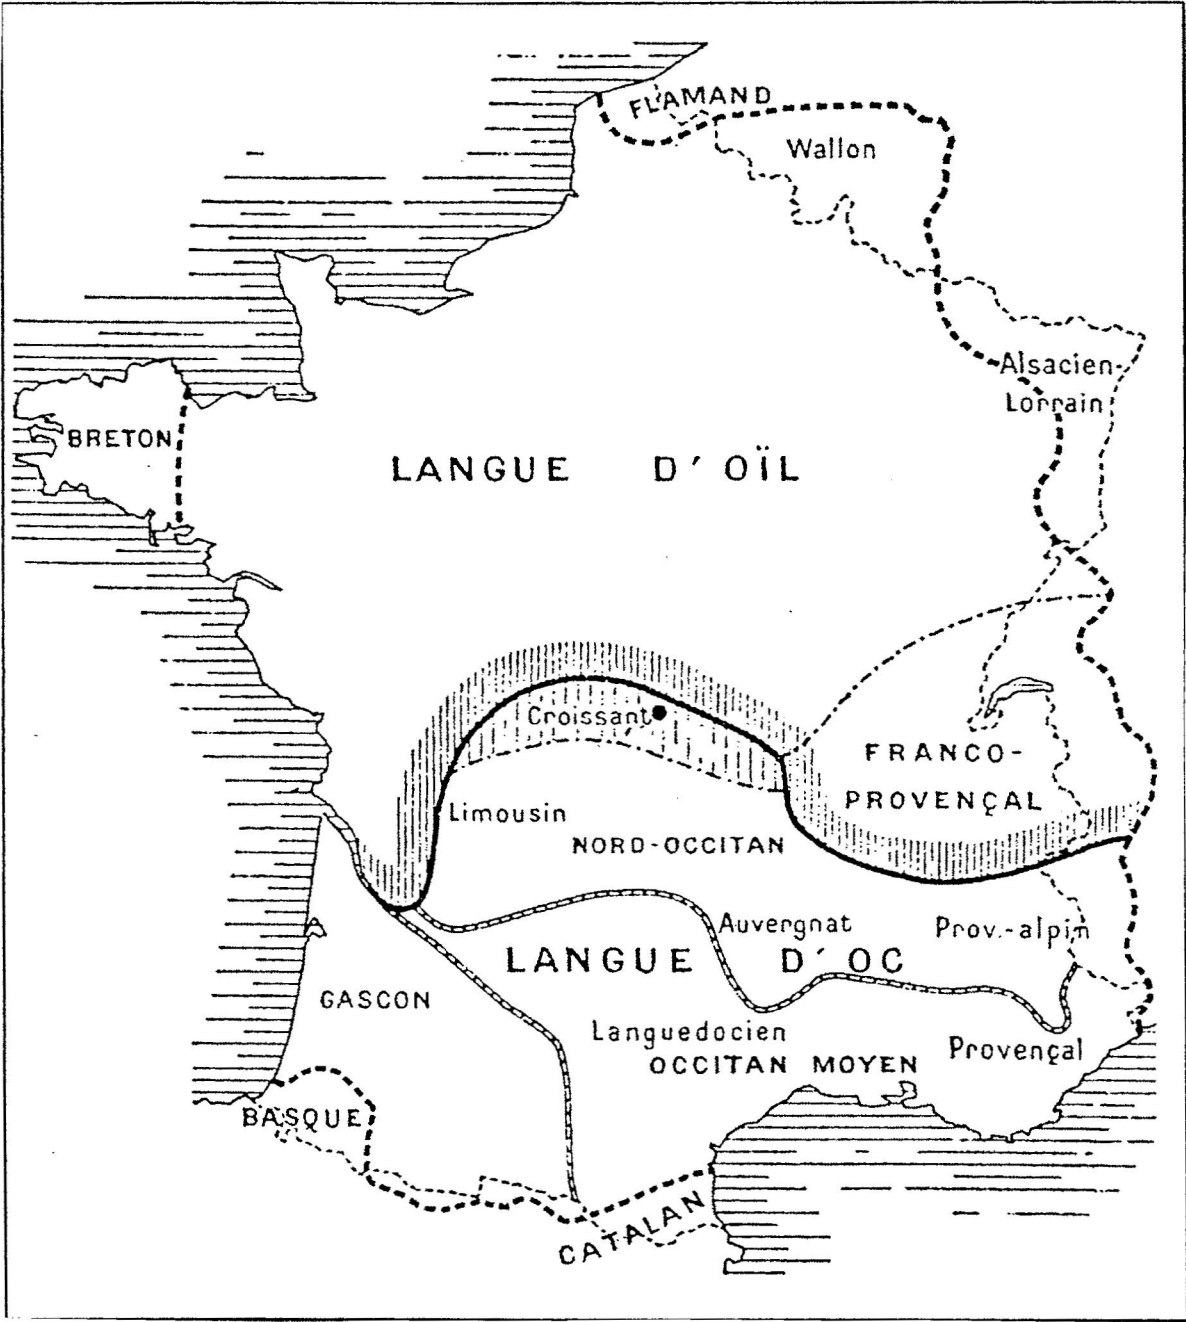 FLAMAND
Wallon
Alsacien-
Lorrain
BRETON
LANGUE D'OÏL
Croissant
FRANCO-
PROVENÇAL
Limousin
NORD-OCCITAN
Auvergnat
Prov.-alpin
LANGUE D'OC
GASCON
Languedocien
Provençal
OCCITAN MOYEN
BASQUE
CATALAN